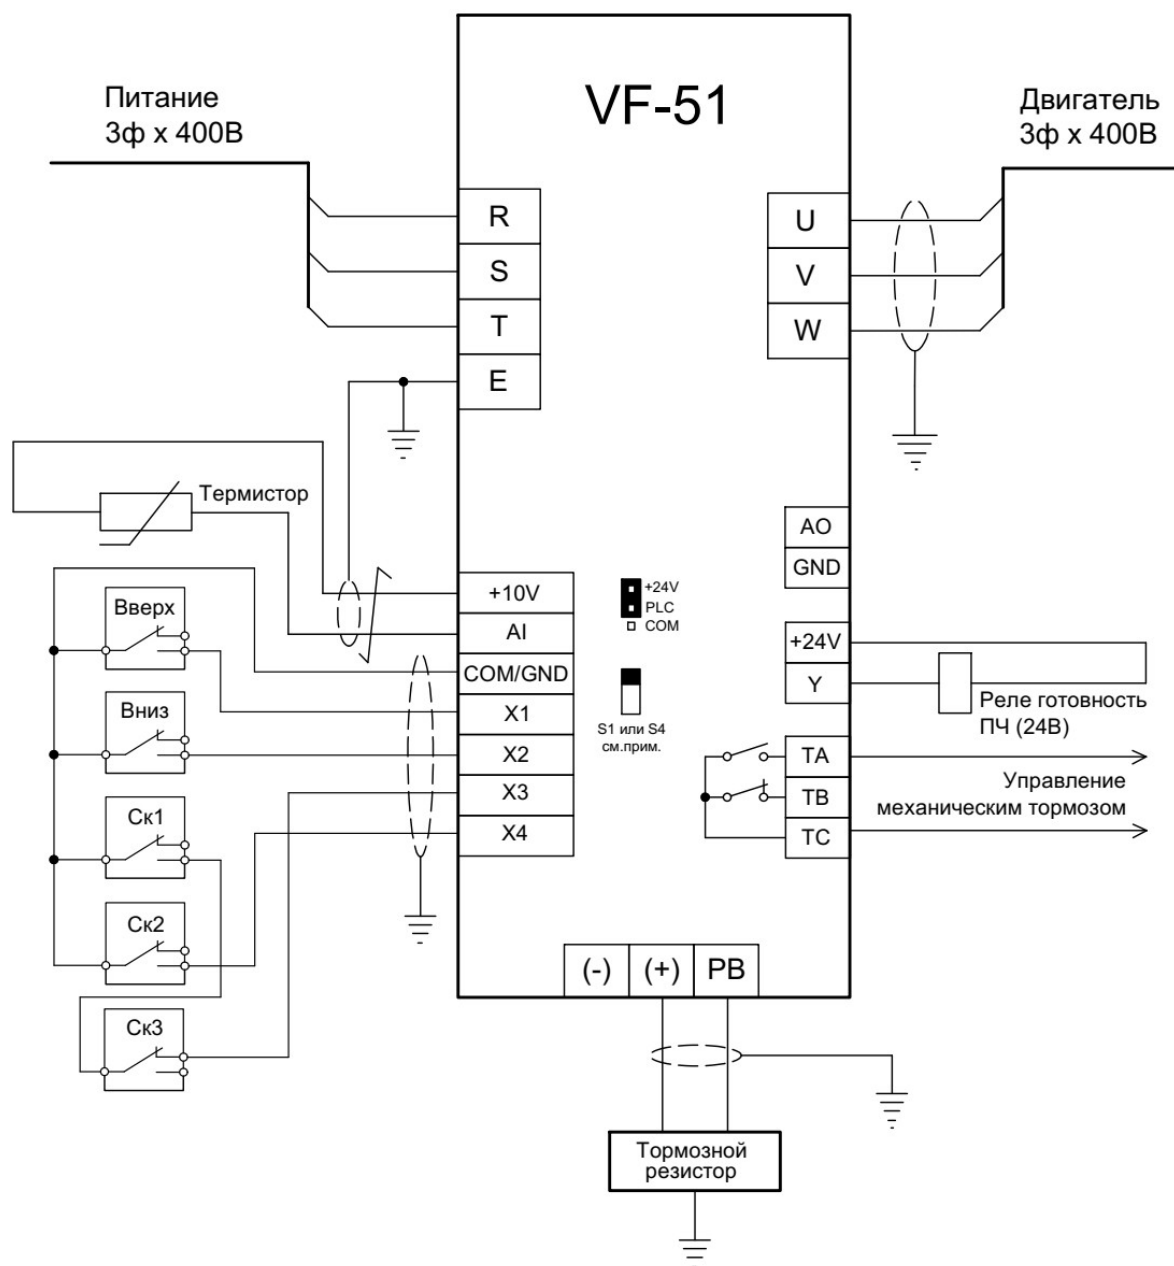 VF-51
Питание
3ф х 400В
Двигатель
3ф х 400В
R
S
T
E
U
V
W
Термистор
+10V
AI
COM/GND
X1
X2
X3
X4
Вверх
Вниз
Ск1
Ск2
Ск3
+24V
PLC
COM
S1 или S4
см.прим.
AO
GND
+24V
Y
Реле готовность
ПЧ (24В)
TA
TB
TC
Управление
механическим тормозом
(-) (+) PB
Тормозной
резистор